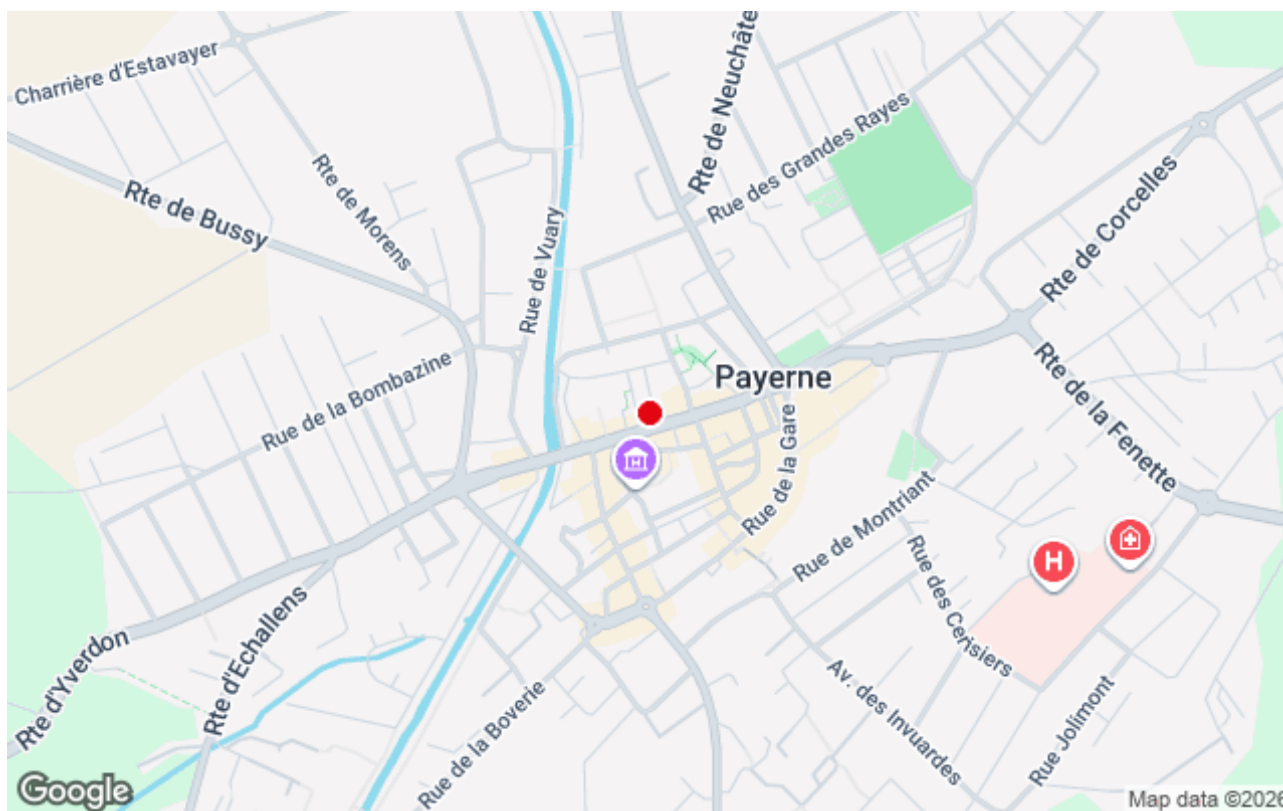 Charrière d'Estavayer
Rte de Neuchâte
Rue des Grandes Rayes
Rte de Morens
Rte de Bussy
Rue de Vuary
Rte de Corcelles
Rue de la Bombazine
Payerne
Rte de la Fenette
Rue de la Gare
Rue de Montriant
H
Rue des Cerisiers
Rte d'Echallens
Rte d'Yverdon
Rue de la Boverie
Av. des Invuardes
Rue Jolimont
Google
Map data ©2026